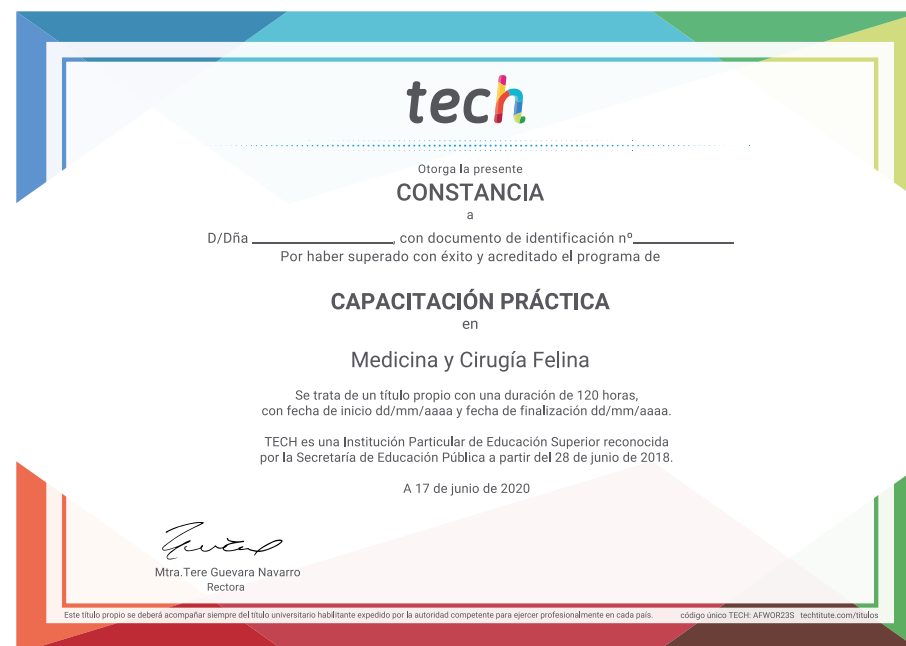 tech
Otorga la presente
CONSTANCIA
a
D/Dña ________________, con documento de identificación nº____________
Por haber superado con éxito y acreditado el programa de
CAPACITACIÓN PRÁCTICA
en
Medicina y Cirugía Felina
Se trata de un título propio con una duración de 120 horas,
con fecha de inicio dd/mm/aaaa y fecha de finalización dd/mm/aaaa.
TECH es una Institución Particular de Educación Superior reconocida
por la Secretaría de Educación Pública a partir del 28 de junio de 2018.
A 17 de junio de 2020
Mtra.Tere Guevara Navarro
Rectora
Este título propio se deberá acompañar siempre del título universitario habilitante expedido por la autoridad competente para ejercer profesionalmente en cada país. código único TECH: AFWOR23S techtitute.com/titulos